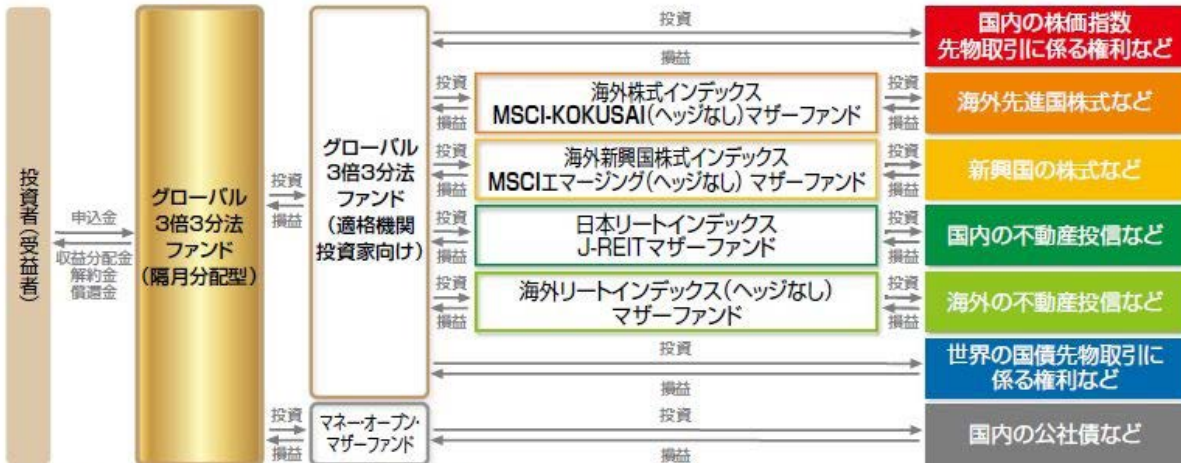 投資者（受益者）
申込金
収益分配金
解約金
償還金
グローバル
3倍3分法
ファンド
（隔月分配型）
投資
損益
グローバル
3倍3分法
ファンド
（適格機関
投資家向け）
投資
損益
国内の株価指数
先物取引に係る権利など
投資
損益
海外株式インデックス
MSCI-KOKUSAI（ヘッジなし）マザーファンド
投資
損益
海外先進国株式など
投資
損益
海外新興国株式インデックス
MSCIエマージング（ヘッジなし） マザーファンド
投資
損益
新興国の株式など
投資
損益
日本リートインデックス
J-REITマザーファンド
投資
損益
国内の不動産投信など
投資
損益
海外リートインデックス（ヘッジなし）
マザーファンド
投資
損益
海外の不動産投信など
投資
損益
世界の国債先物取引に
係る権利など
投資
損益
マネー・オープン・
マザーファンド
投資
損益
国内の公社債など